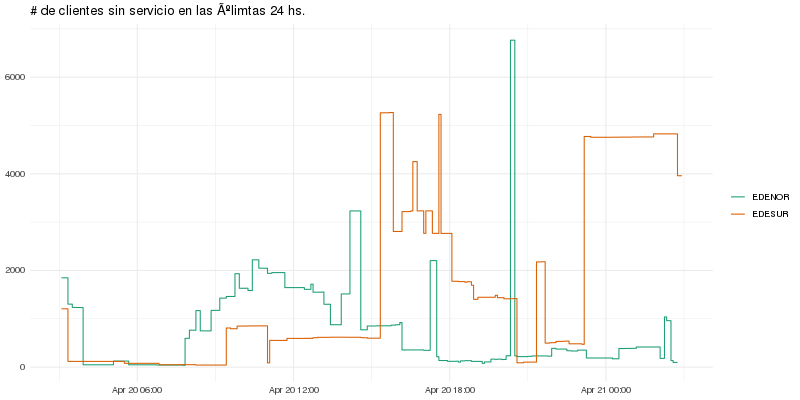 # de clientes sin servicio en las Ãºlimtas 24 hs.
6000
4000
2000
0
Apr 20 06:00
Apr 20 12:00
Apr 20 18:00
Apr 21 00:00
EDENOR
EDESUR